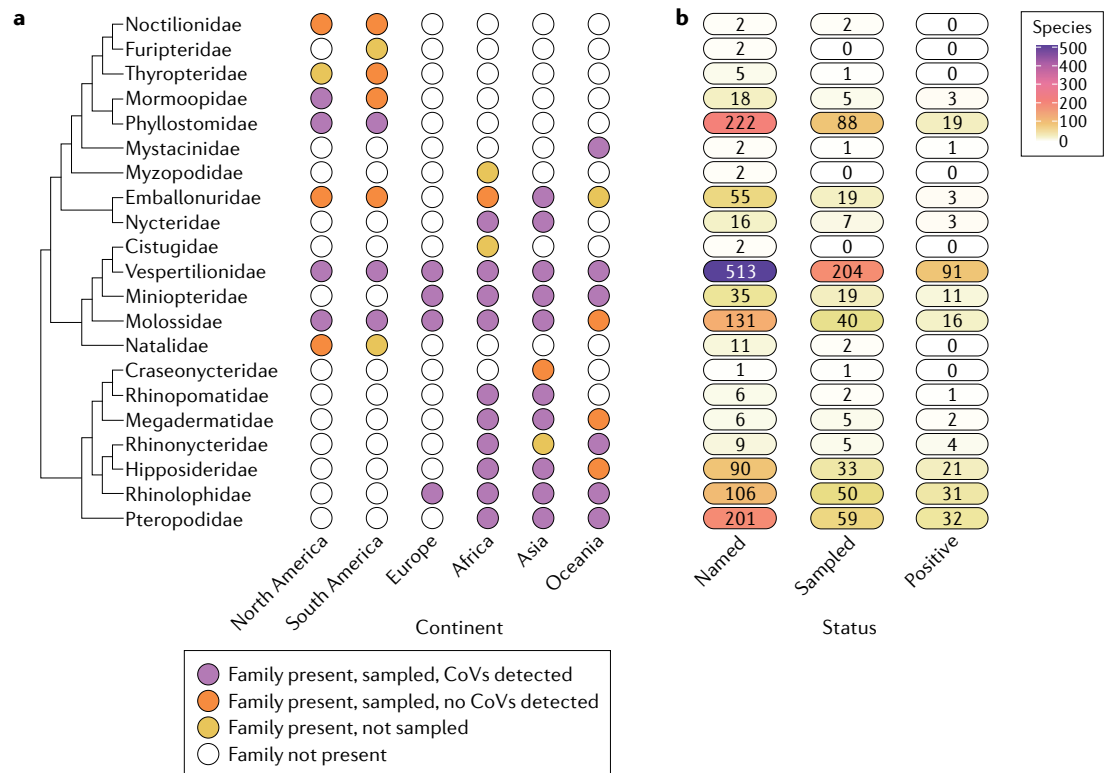 a
b
Noctilionidae 2 2 0
Furipteridae 2 0 0
Thyropteridae 5 1 0
Mormoopidae 18 5 3
Phyllostomidae 222 88 19
Mystacinidae 2 1 1
Myzopodidae 2 0 0
Emballonuridae 55 19 3
Nycteridae 16 7 3
Cistugidae 2 0 0
Vespertilionidae 513 204 91
Miniopteridae 35 19 11
Molossidae 131 40 16
Natalidae 11 2 0
Craseonycteridae 1 1 0
Rhinopomatidae 6 2 1
Megadermatidae 6 5 2
Rhinonycteridae 9 5 4
Hipposideridae 90 33 21
Rhinolophidae 106 50 31
Pteropodidae 201 59 32
North America
South America
Europe
Africa
Asia
Oceania
Continent
Named
Sampled
Positive
Status
Species
500
400
300
200
100
0
Family present, sampled, CoVs detected
Family present, sampled, no CoVs detected
Family present, not sampled
Family not present